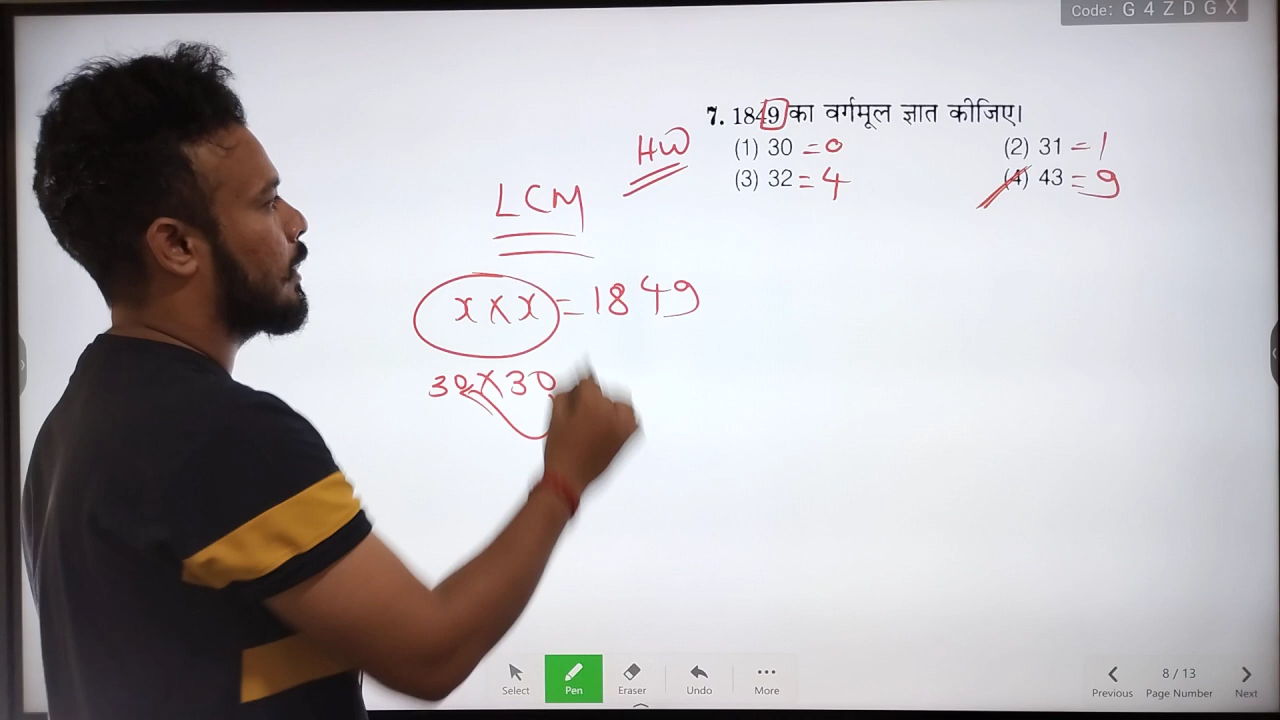 Code: G 4 Z D G X
7. 1849 का वर्गमूल ज्ञात कीजिए।
(1) 30 = 0
(2) 31 = 1
(3) 32 = 4
(4) 43 = 9
HW
LCM
x × x = 1849
30 × 30
Select
Pen
Eraser
Undo
More
Previous
8 / 13
Page Number
Next